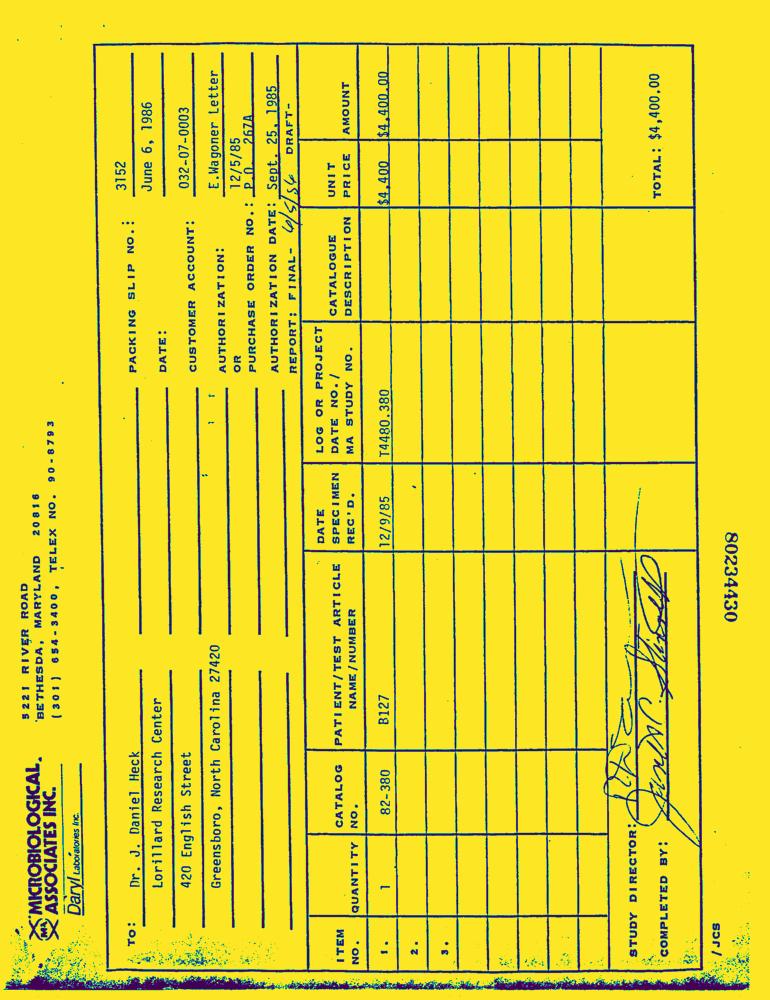 MICROBIOLOGICAL
ASSOCIATES INC.
Daryl Laboratories Inc.
5221 RIVER ROAD
BETHESDA, MARYLAND 20816
(301) 654-3400, TELEX NO. 90-8793
TO: Dr. J. Daniel Heck
Lorillard Research Center
420 English Street
Greensboro, North Carolina 27420
PACKING SLIP NO.: 3152
DATE: June 6, 1986
CUSTOMER ACCOUNT: 032-07-0003
AUTHORIZATION: E.Wagoner Letter
OR 12/5/85
PURCHASE ORDER NO.: P.O. 267A
AUTHORIZATION DATE: Sept. 25, 1985
REPORT: FINAL- 6/5/86 DRAFT-
ITEM NO. QUANTITY CATALOG NO. PATIENT/TEST ARTICLE NAME/NUMBER DATE SPECIMEN REC'D. LOG OR PROJECT DATE NO./ MA STUDY NO. CATALOGUE DESCRIPTION UNIT PRICE AMOUNT
1. 1 82-380 B127 12/9/85 T4480.380 $4,400 $4,400.00
2.
3.
STUDY DIRECTOR:
COMPLETED BY:
TOTAL: $4,400.00
/JCS
80234430